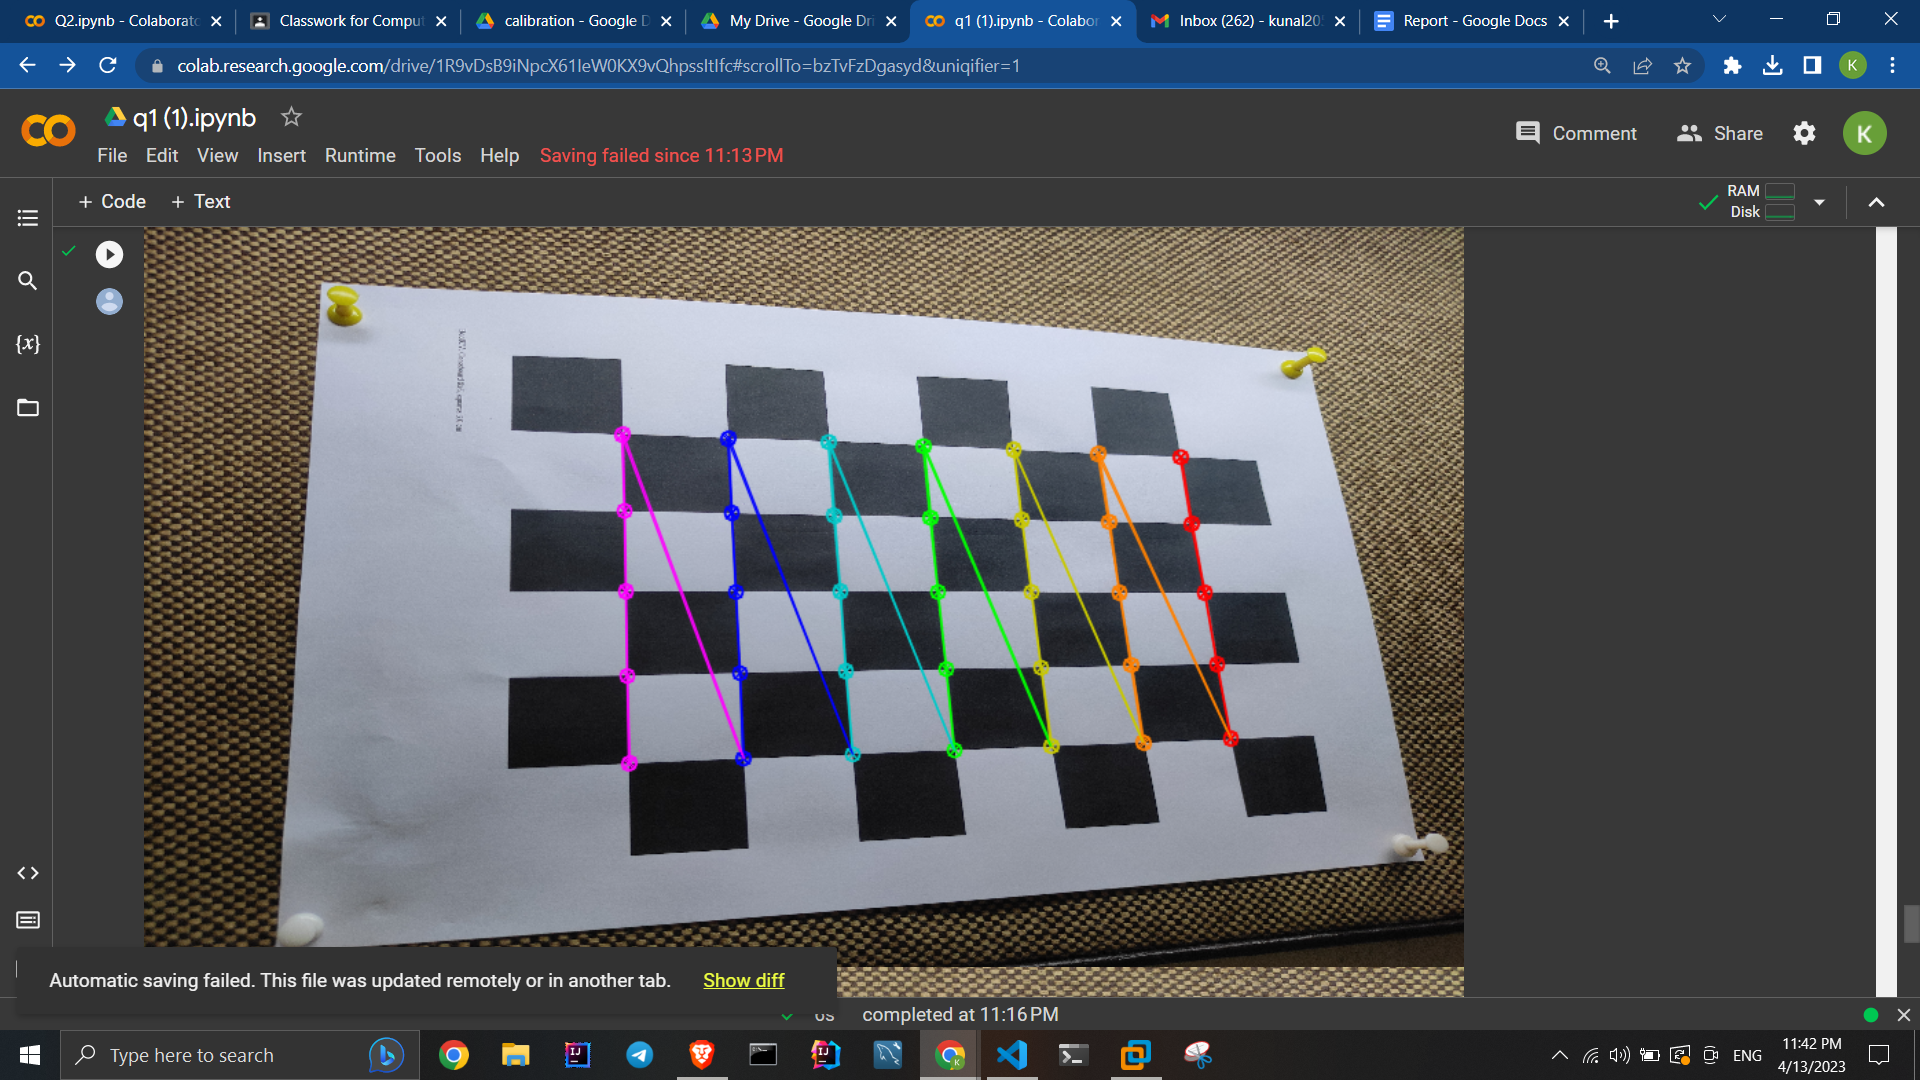 Q2.ipynb - Colaborato
Classwork for Comput
calibration - Google D
My Drive - Google Dri
q1 (1).ipynb - Colabor
Inbox (262) - kunal205
Report - Google Docs
colab.research.google.com/drive/1R9vDsB9iNpcX61IeW0KX9vQhpssItIfc#scrollTo=bzTvFzDgasyd&uniqifier=1
K
q1 (1).ipynb
CO
File Edit View Insert Runtime Tools Help Saving failed since 11:13 PM
Comment
Share
K
+ Code + Text
RAM
Disk
{x}
Automatic saving failed. This file was updated remotely or in another tab. Show diff
0s completed at 11:16 PM
Type here to search
ENG
11:42 PM
4/13/2023